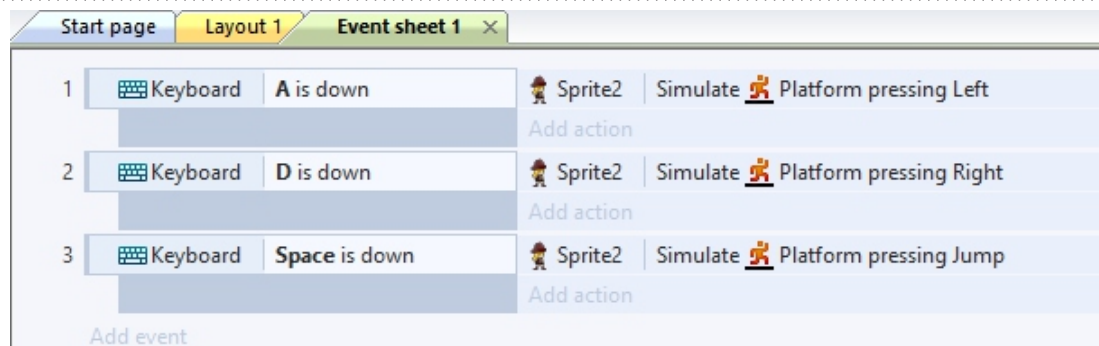 Start page Layout 1 Event sheet 1 ×
1 Keyboard A is down Sprite2 Simulate Platform pressing Left
Add action
2 Keyboard D is down Sprite2 Simulate Platform pressing Right
Add action
3 Keyboard Space is down Sprite2 Simulate Platform pressing Jump
Add action
Add event